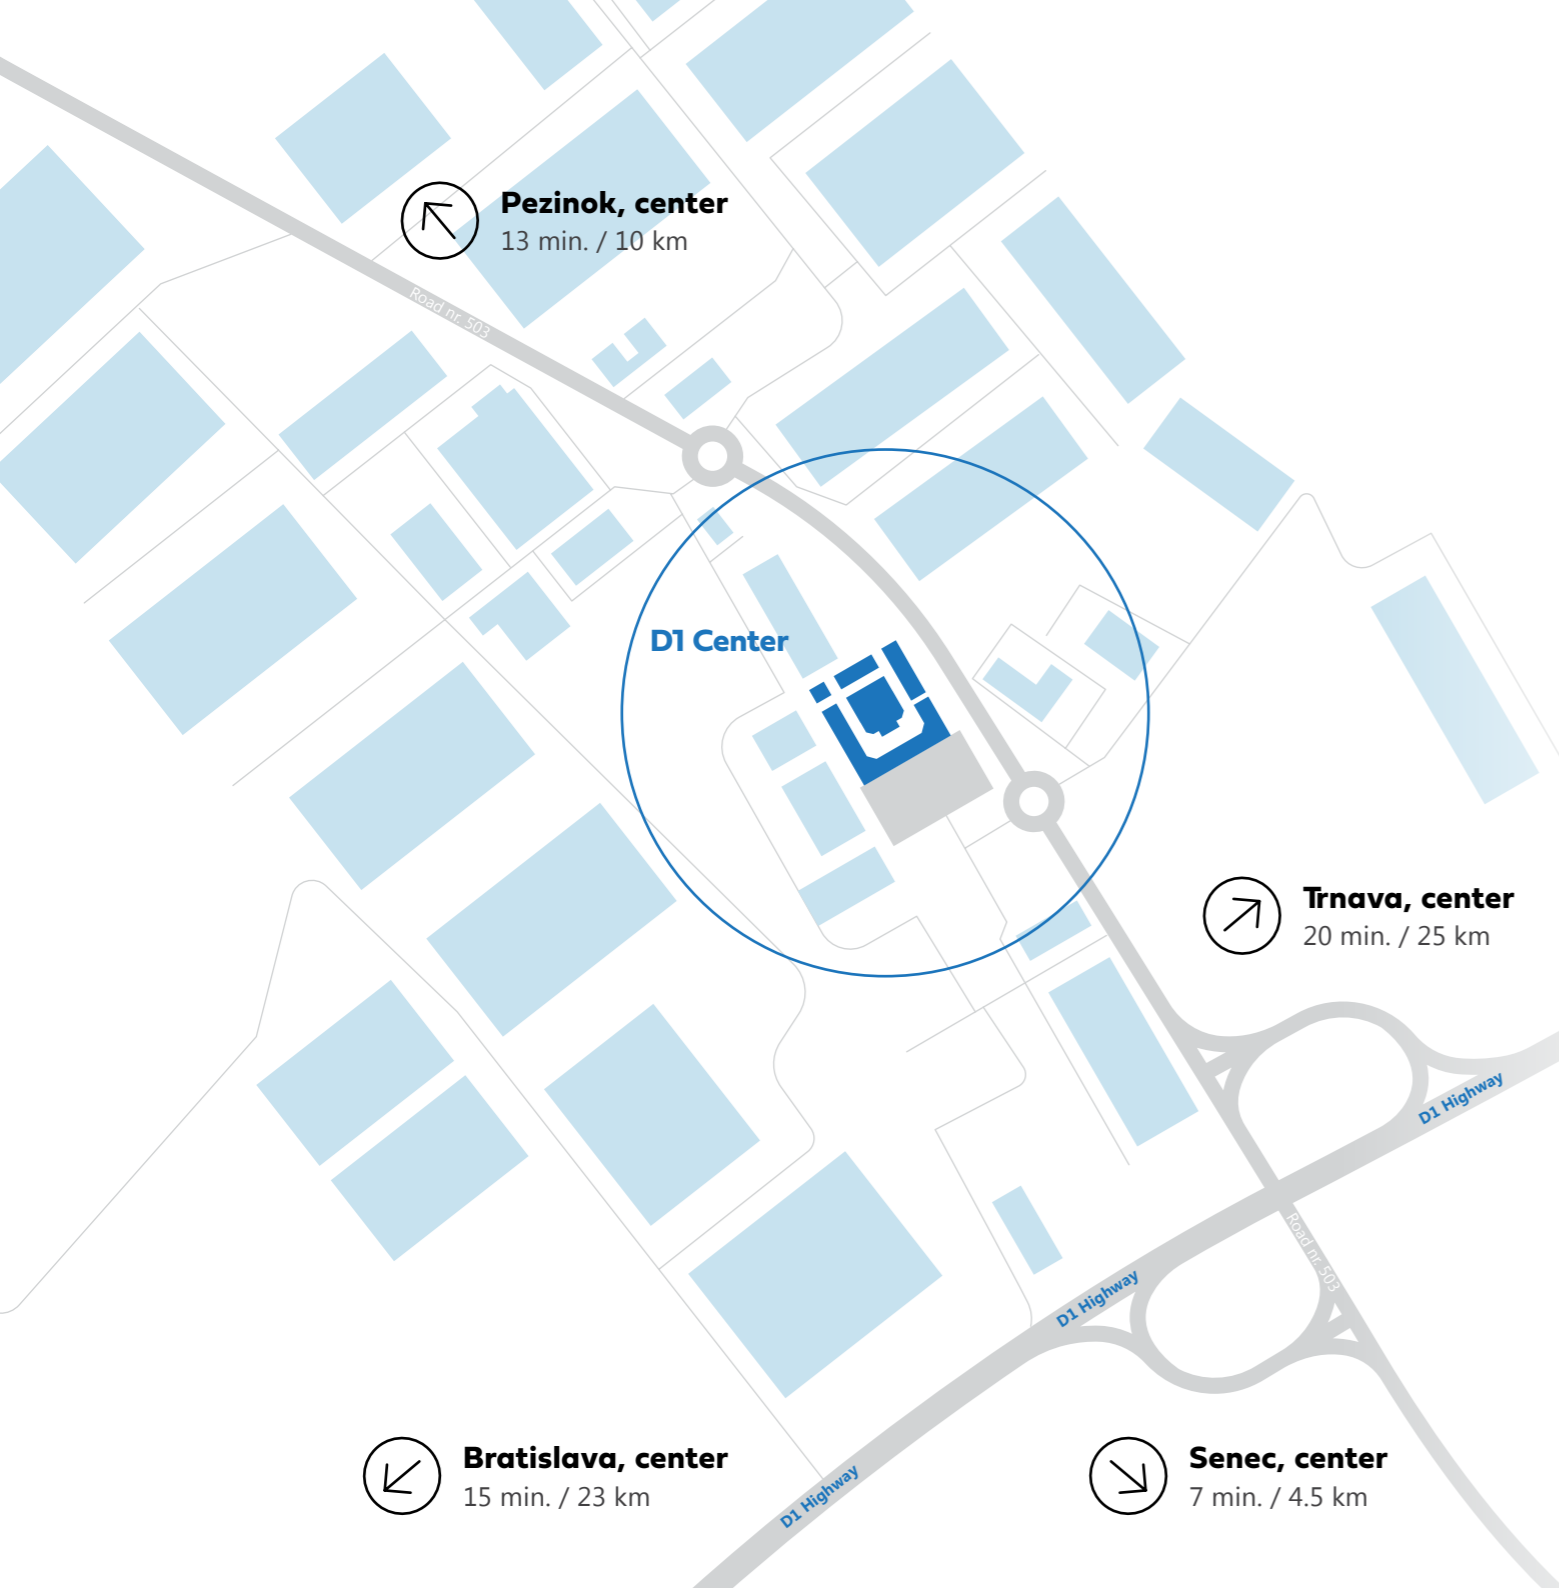 Pezinok, center
13 min. / 10 km
Road nr. 503
D1 Center
Trnava, center
20 min. / 25 km
D1 Highway
Road nr. 503
D1 Highway
Bratislava, center
15 min. / 23 km
D1 Highway
Senec, center
7 min. / 4.5 km